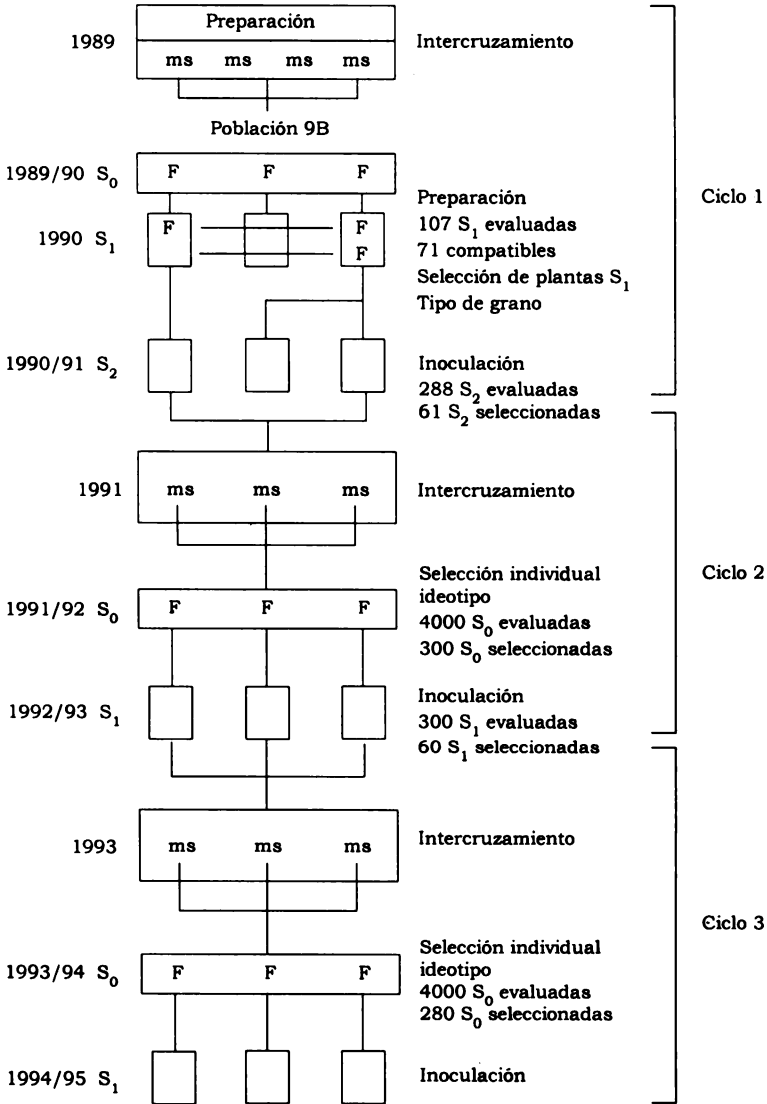 Preparación
1989
Intercruzamiento
ms ms ms ms
Población 9B
1989/90 S₀
F F F
Ciclo 1
1990 S₁
F F
F
Preparación
107 S₁ evaluadas
71 compatibles
Selección de plantas S₁
Tipo de grano
1990/91 S₂
Inoculación
288 S₂ evaluadas
61 S₂ seleccionadas
1991
ms ms ms
Intercruzamiento
Ciclo 2
1991/92 S₀
F F F
Selección individual
ideotipo
4000 S₀ evaluadas
300 S₀ seleccionadas
1992/93 S₁
Inoculación
300 S₁ evaluadas
60 S₁ seleccionadas
1993
ms ms ms
Intercruzamiento
Ciclo 3
1993/94 S₀
F F F
Selección individual
ideotipo
4000 S₀ evaluadas
280 S₀ seleccionadas
1994/95 S₁
Inoculación